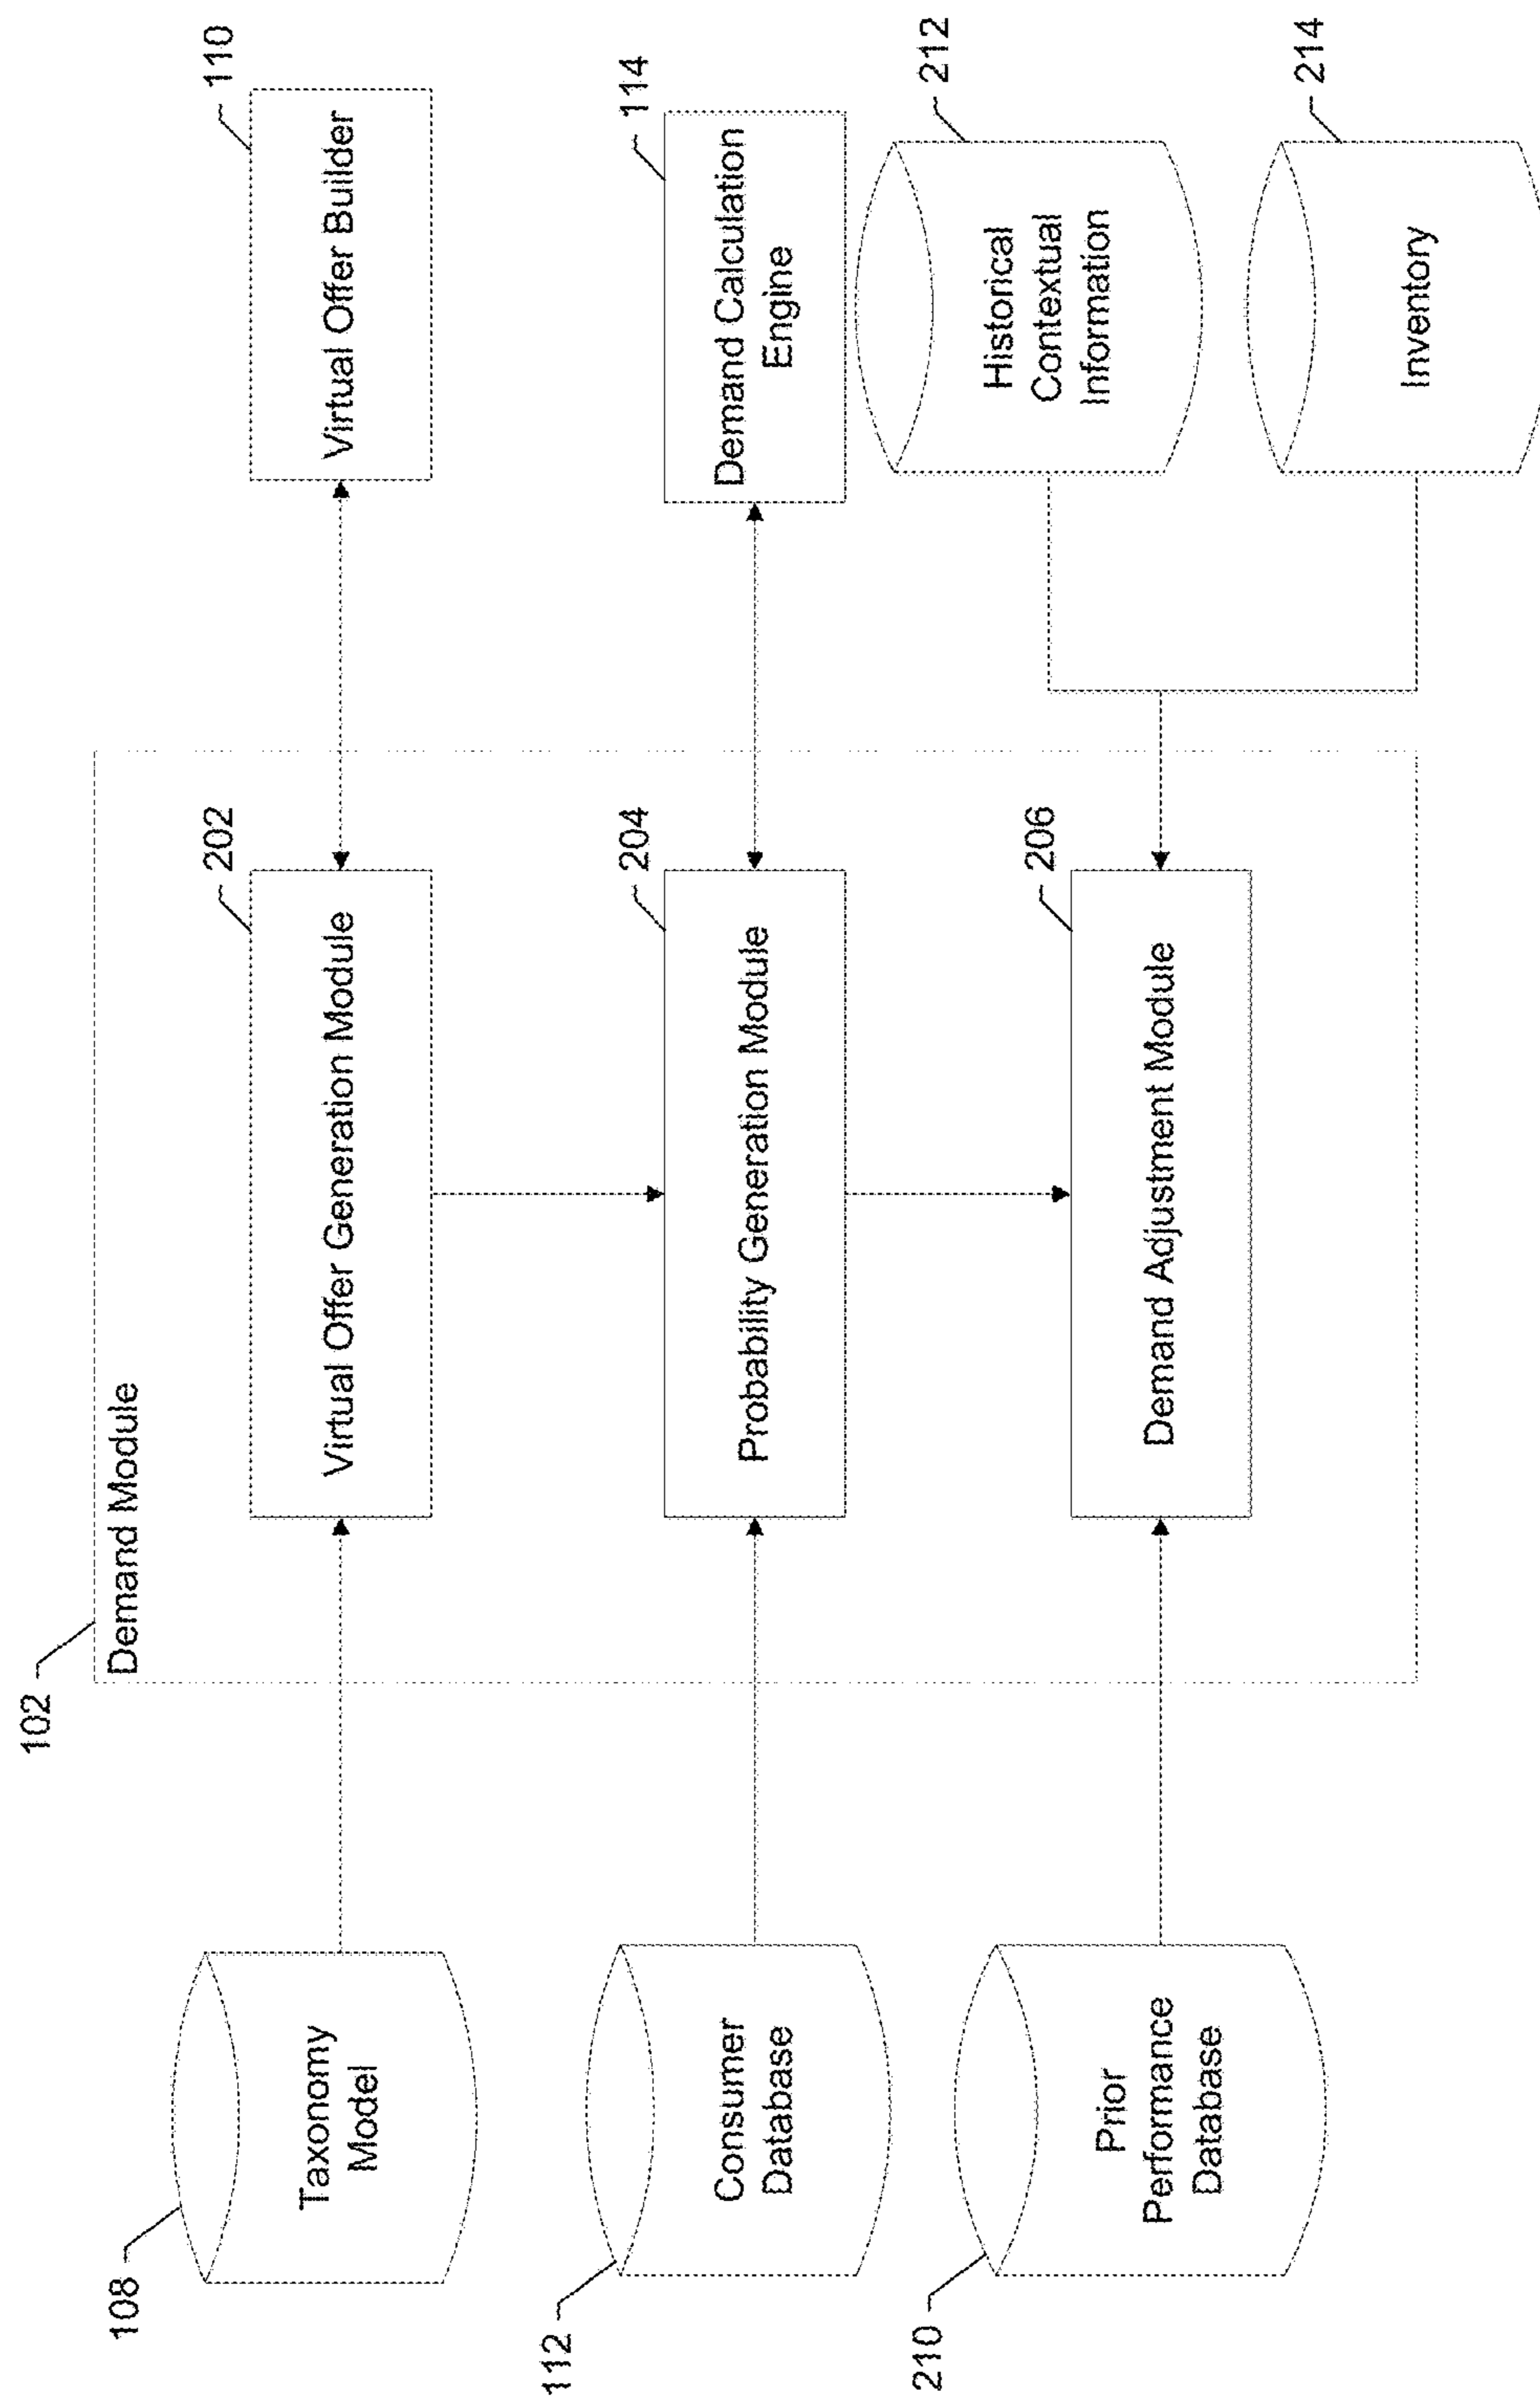 102
Demand Module
108
Taxonomy
Model
202
Virtual Offer Generation Module
110
Virtual Offer Builder
112
Consumer
Database
204
Probability Generation Module
114
Demand Calculation
Engine
210
Prior
Performance
Database
206
Demand Adjustment Module
212
Historical
Contextual
Information
214
Inventory